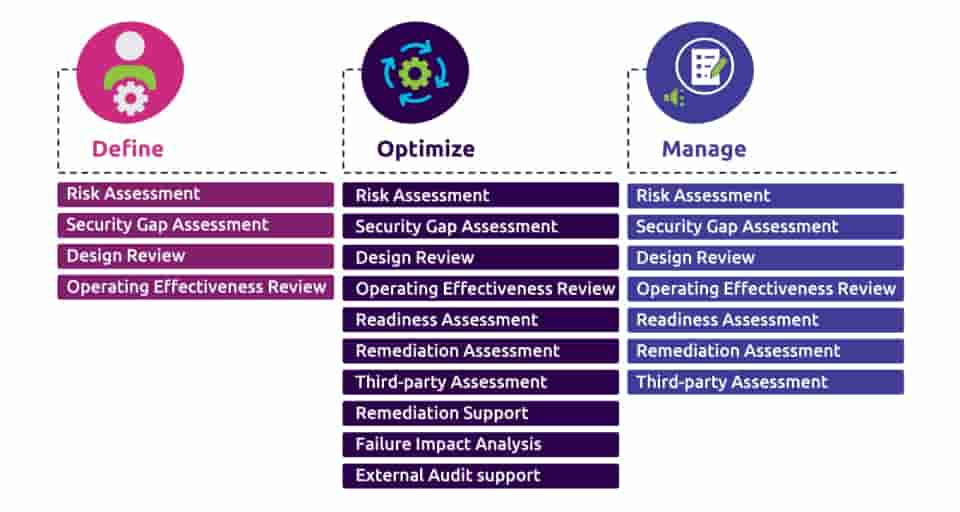 Define
Risk Assessment
Security Gap Assessment
Design Review
Operating Effectiveness Review
Optimize
Risk Assessment
Security Gap Assessment
Design Review
Operating Effectiveness Review
Readiness Assessment
Remediation Assessment
Third-party Assessment
Remediation Support
Failure Impact Analysis
External Audit support
Manage
Risk Assessment
Security Gap Assessment
Design Review
Operating Effectiveness Review
Readiness Assessment
Remediation Assessment
Third-party Assessment